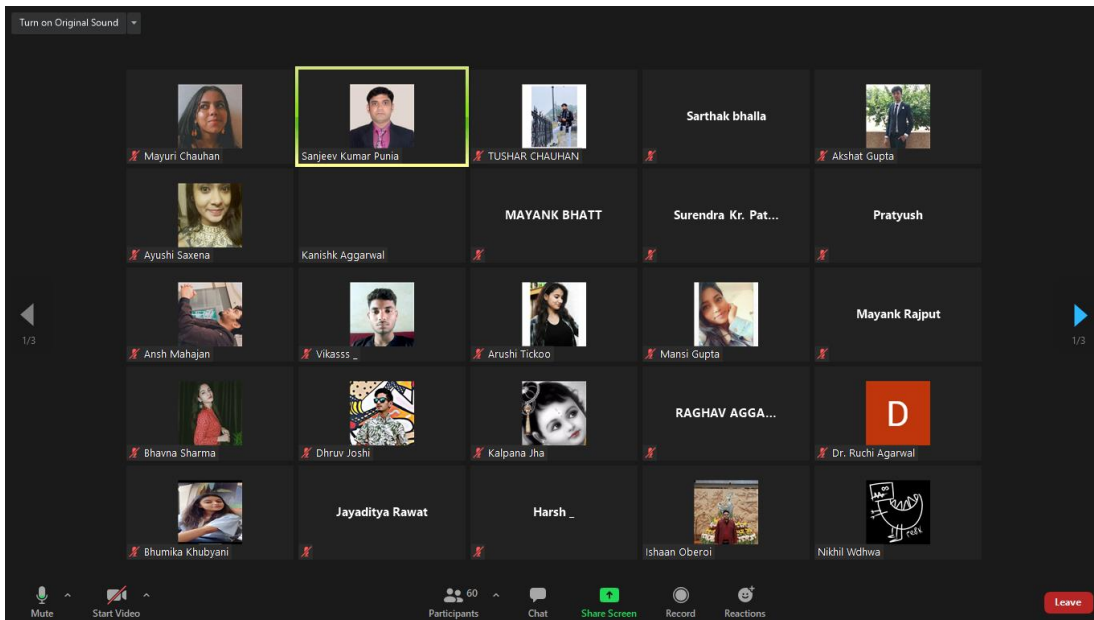 Turn on Original Sound
Mayuri Chauhan
Sanjeev Kumar Punia
TUSHAR CHAUHAN
Sarthak bhalla
Akshat Gupta
Ayushi Saxena
Kanishk Aggarwal
MAYANK BHATT
Surendra Kr. Pat...
Pratyush
1/3
Ansh Mahajan
Vikasss _
Arushi Tickoo
Mansi Gupta
Mayank Rajput
1/3
Bhavna Sharma
Dhruv Joshi
Kalpana Jha
RAGHAV AGGA...
D
Dr. Ruchi Agarwal
Bhumika Khubyani
Jayaditya Rawat
Harsh _
Ishaan Oberoi
Nikhil Wdhwa
Mute
Start Video
60
Participants
Chat
Share Screen
Record
Reactions
Leave